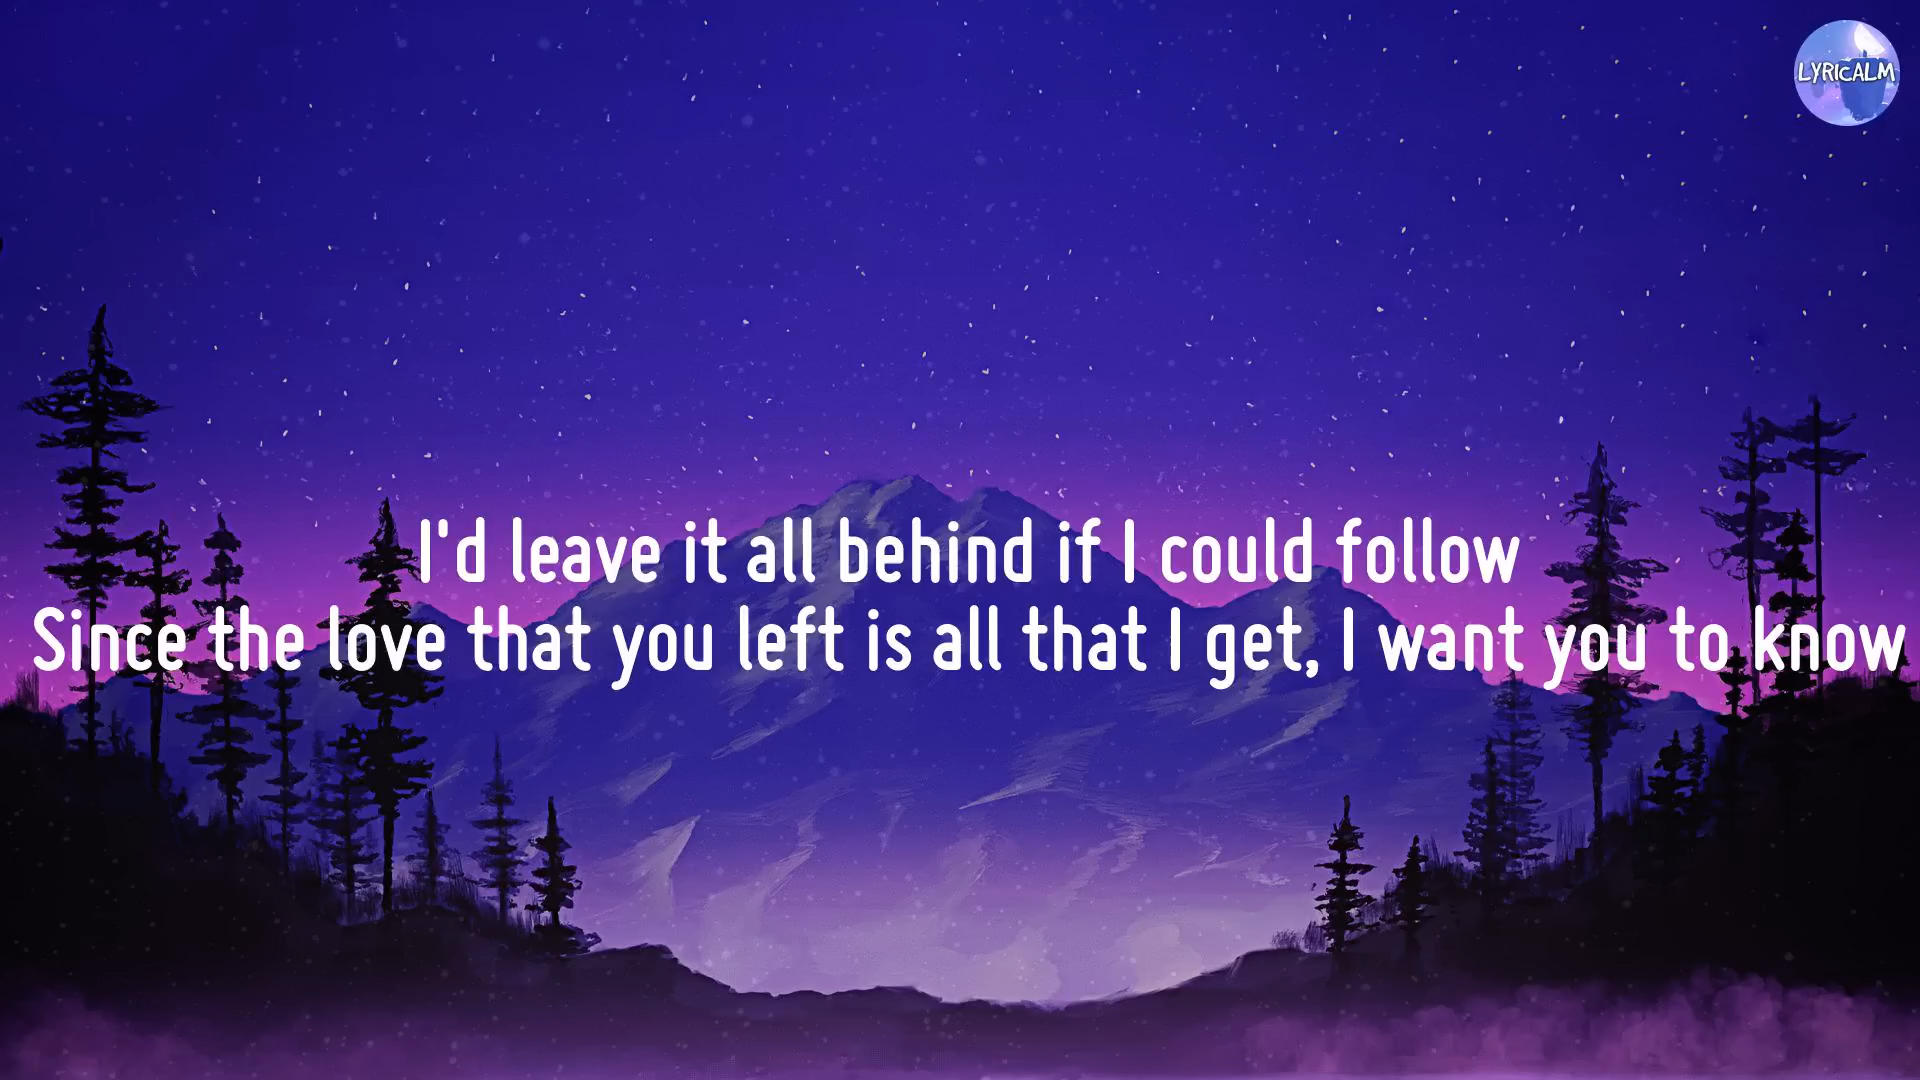 LYRICALM
I'd leave it all behind if I could follow
Since the love that you left is all that I get, I want you to know